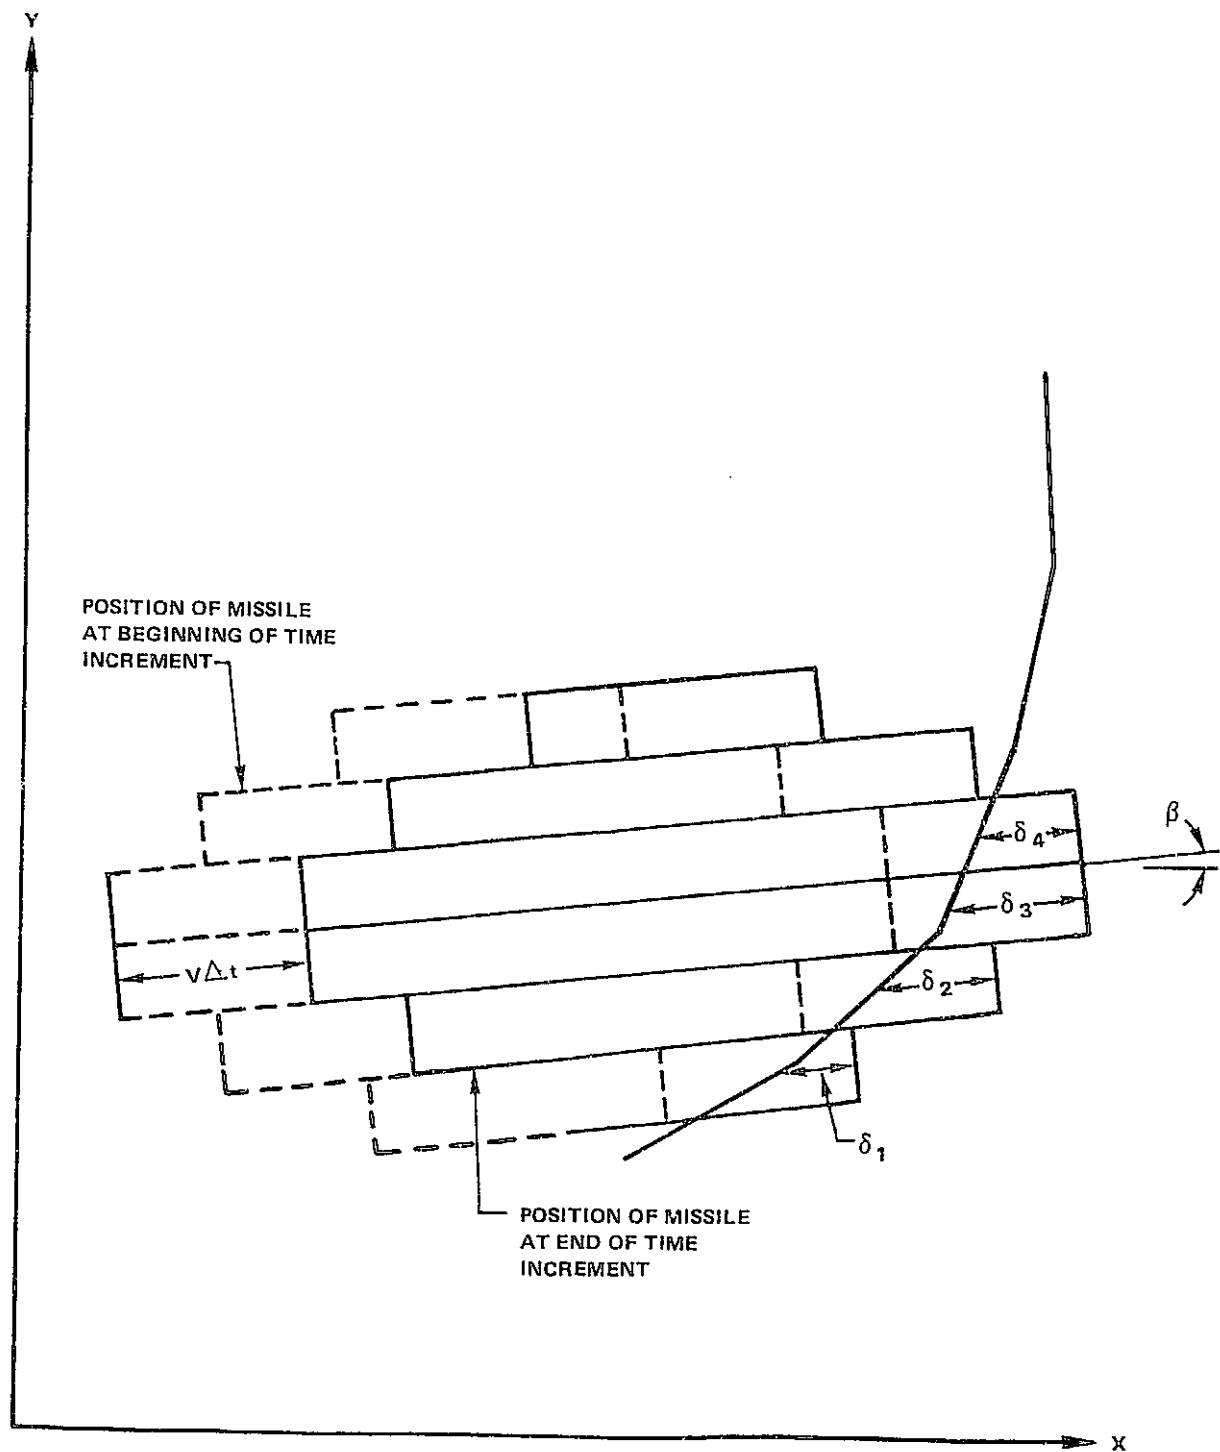 Y
POSITION OF MISSILE
AT BEGINNING OF TIME
INCREMENT
β
δ4
δ3
VΔt
δ2
δ1
POSITION OF MISSILE
AT END OF TIME
INCREMENT
X